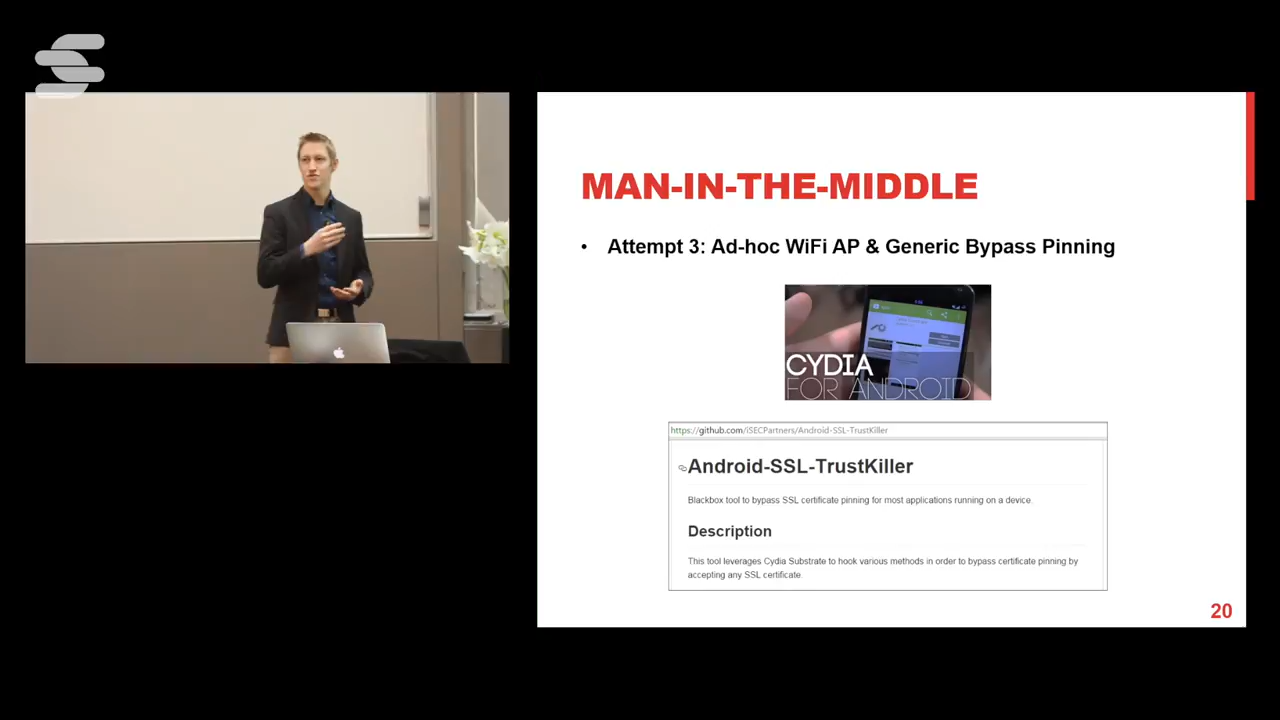 MAN-IN-THE-MIDDLE
• Attempt 3: Ad-hoc WiFi AP & Generic Bypass Pinning
CYDIA
FOR ANDROID
https://github.com/iSECPartners/Android-SSL-TrustKiller
Android-SSL-TrustKiller
Blackbox tool to bypass SSL certificate pinning for most applications running on a device.
Description
This tool leverages Cydia Substrate to hook various methods in order to bypass certificate pinning by
accepting any SSL certificate.
20